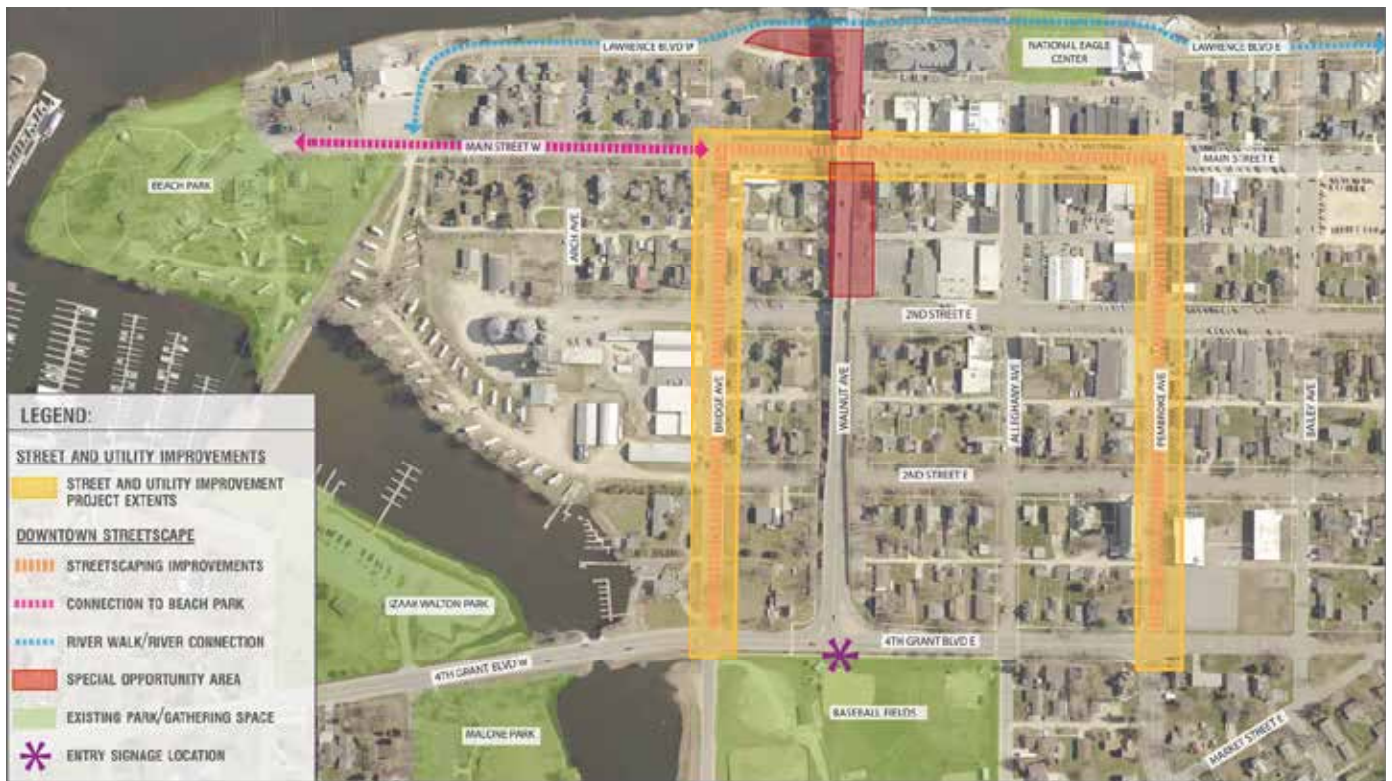 LAWRENCE BLVD W
NATIONAL EAGLE
CENTER
LAWRENCE BLVD E
MAIN STREET W
MAIN STREET E
BEACH PARK
ARCH AVE
2ND STREET E
BRIDGE AVE
WALNUT AVE
ALLEGHANY AVE
PEMBROKE AVE
BAILEY AVE
2ND STREET E
LEGEND:
STREET AND UTILITY IMPROVEMENTS
STREET AND UTILITY IMPROVEMENT
PROJECT EXTENTS
DOWNTOWN STREETSCAPE
STREETSCAPING IMPROVEMENTS
CONNECTION TO BEACH PARK
RIVER WALK/RIVER CONNECTION
SPECIAL OPPORTUNITY AREA
EXISTING PARK/GATHERING SPACE
ENTRY SIGNAGE LOCATION
IZAAK WALTON PARK
4TH GRANT BLVD W
4TH GRANT BLVD E
MALONE PARK
BASEBALL FIELDS
MARKET STREET E